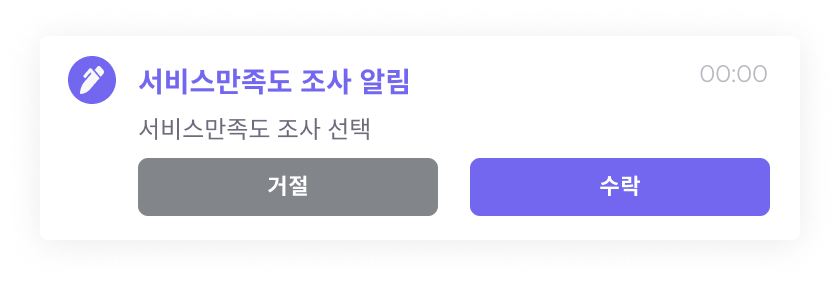 서비스만족도 조사 알림
00:00
서비스만족도 조사 선택
거절
수락